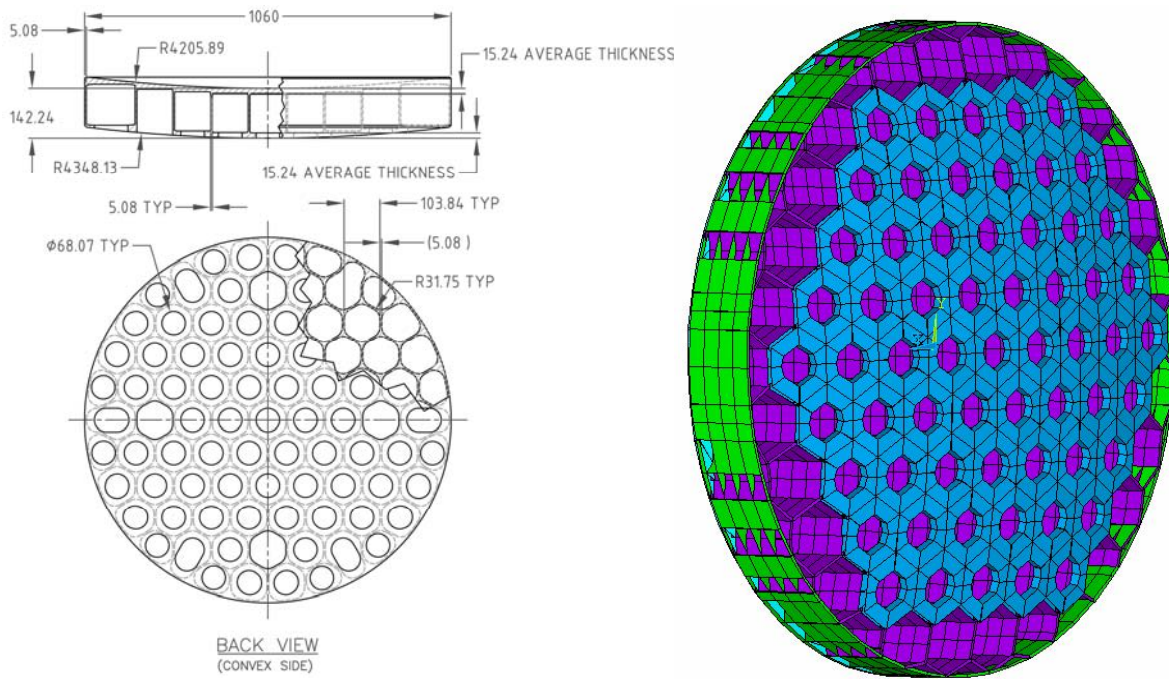 1060
5.08
R4205.89
15.24 AVERAGE THICKNESS
142.24
R4348.13
15.24 AVERAGE THICKNESS
5.08 TYP
103.84 TYP
Ø68.07 TYP
(5.08 )
R31.75 TYP
BACK VIEW
(CONVEX SIDE)
Y